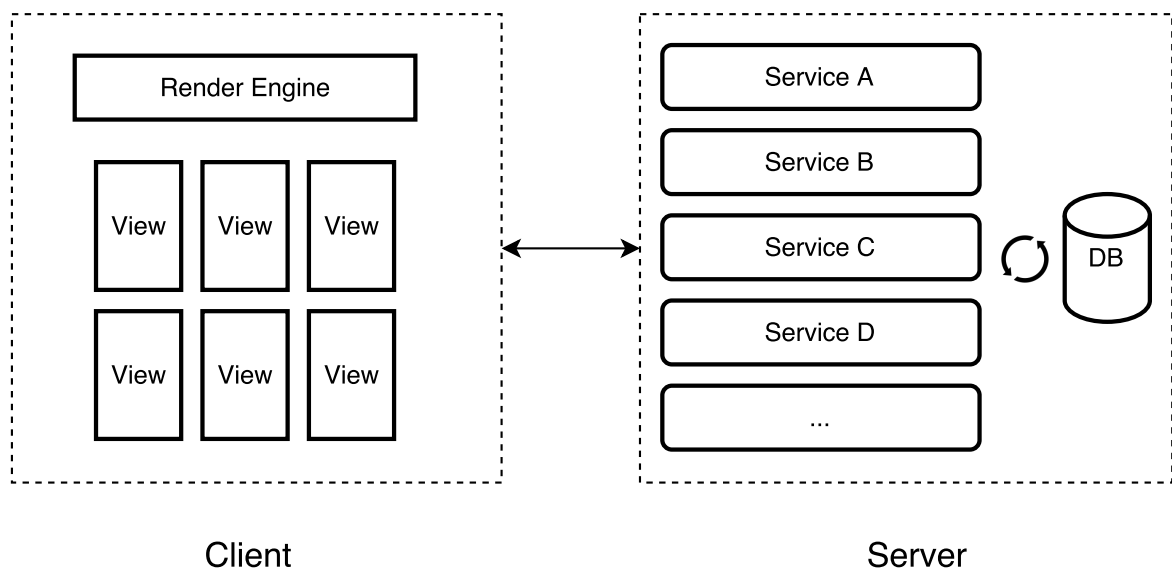 Render Engine
View View View
View View View
Client
Service A
Service B
Service C
Service D
...
DB
Server